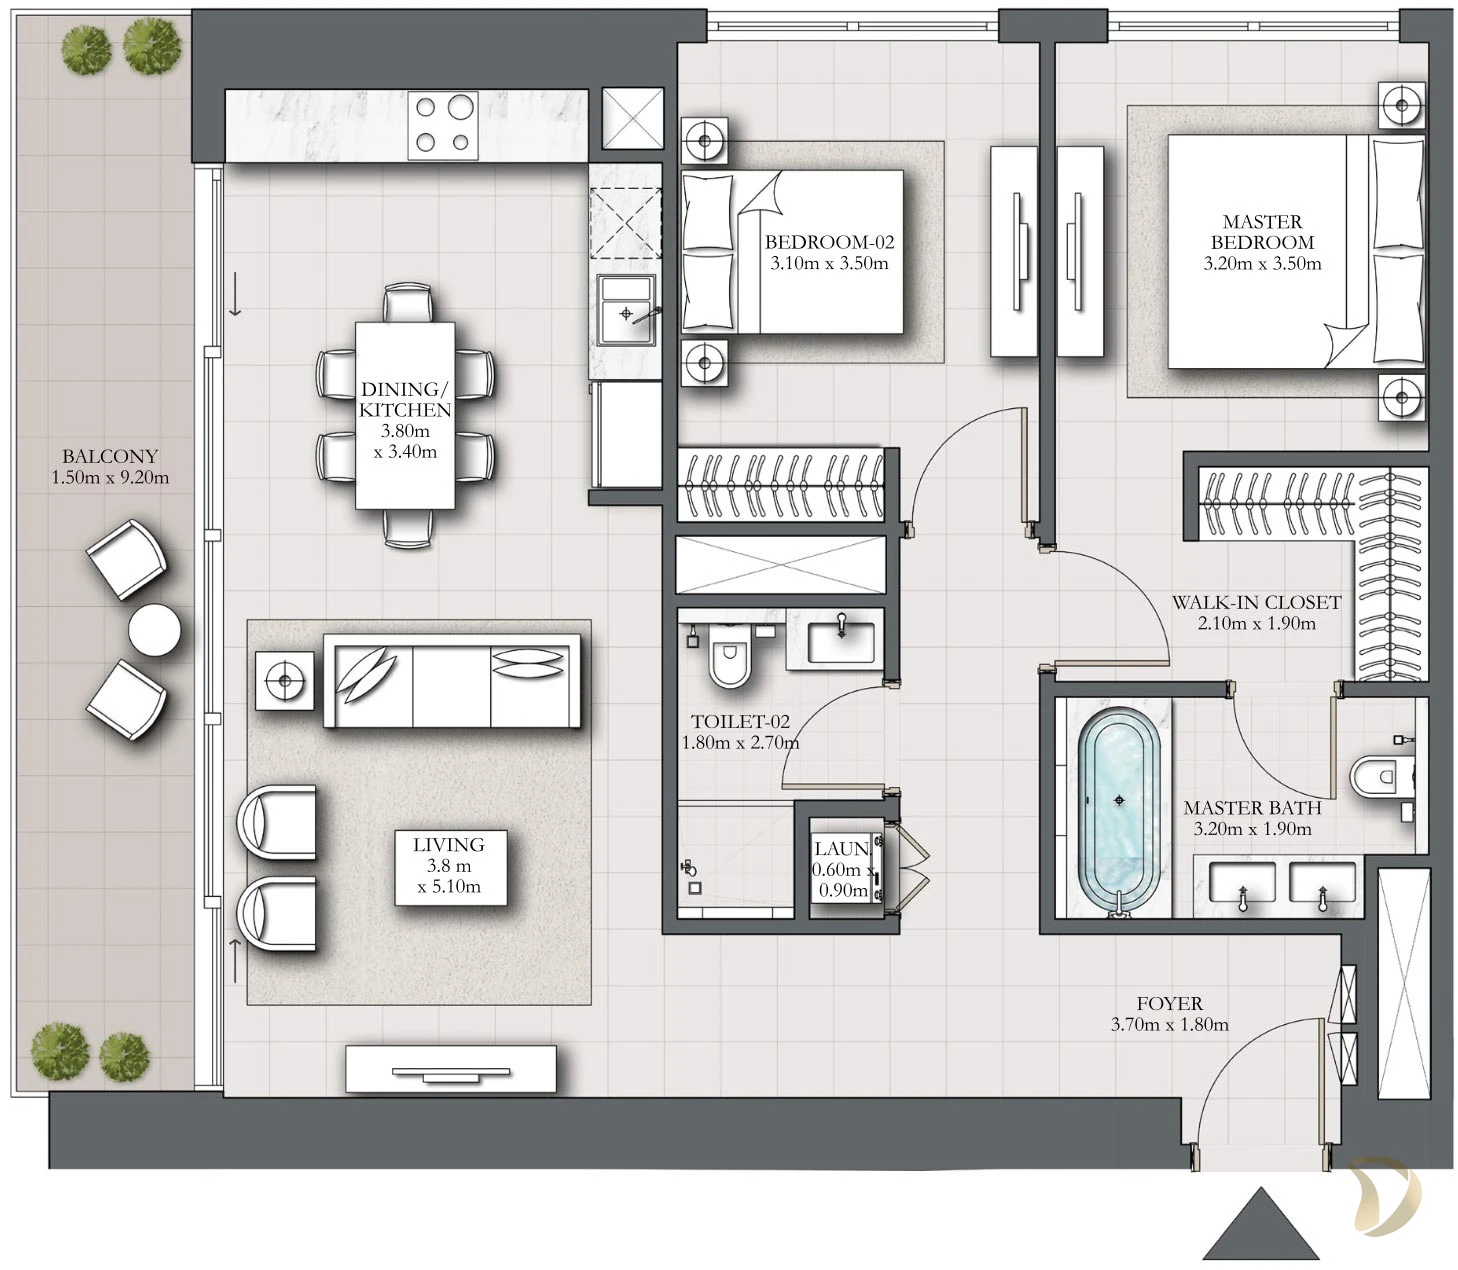 BEDROOM-02
3.10m x 3.50m
MASTER
BEDROOM
3.20m x 3.50m
DINING/
KITCHEN
3.80m
x 3.40m
BALCONY
1.50m x 9.20m
WALK-IN CLOSET
2.10m x 1.90m
TOILET-02
1.80m x 2.70m
MASTER BATH
3.20m x 1.90m
LIVING
3.8 m
x 5.10m
LAUN.
0.60m x
0.90m
FOYER
3.70m x 1.80m